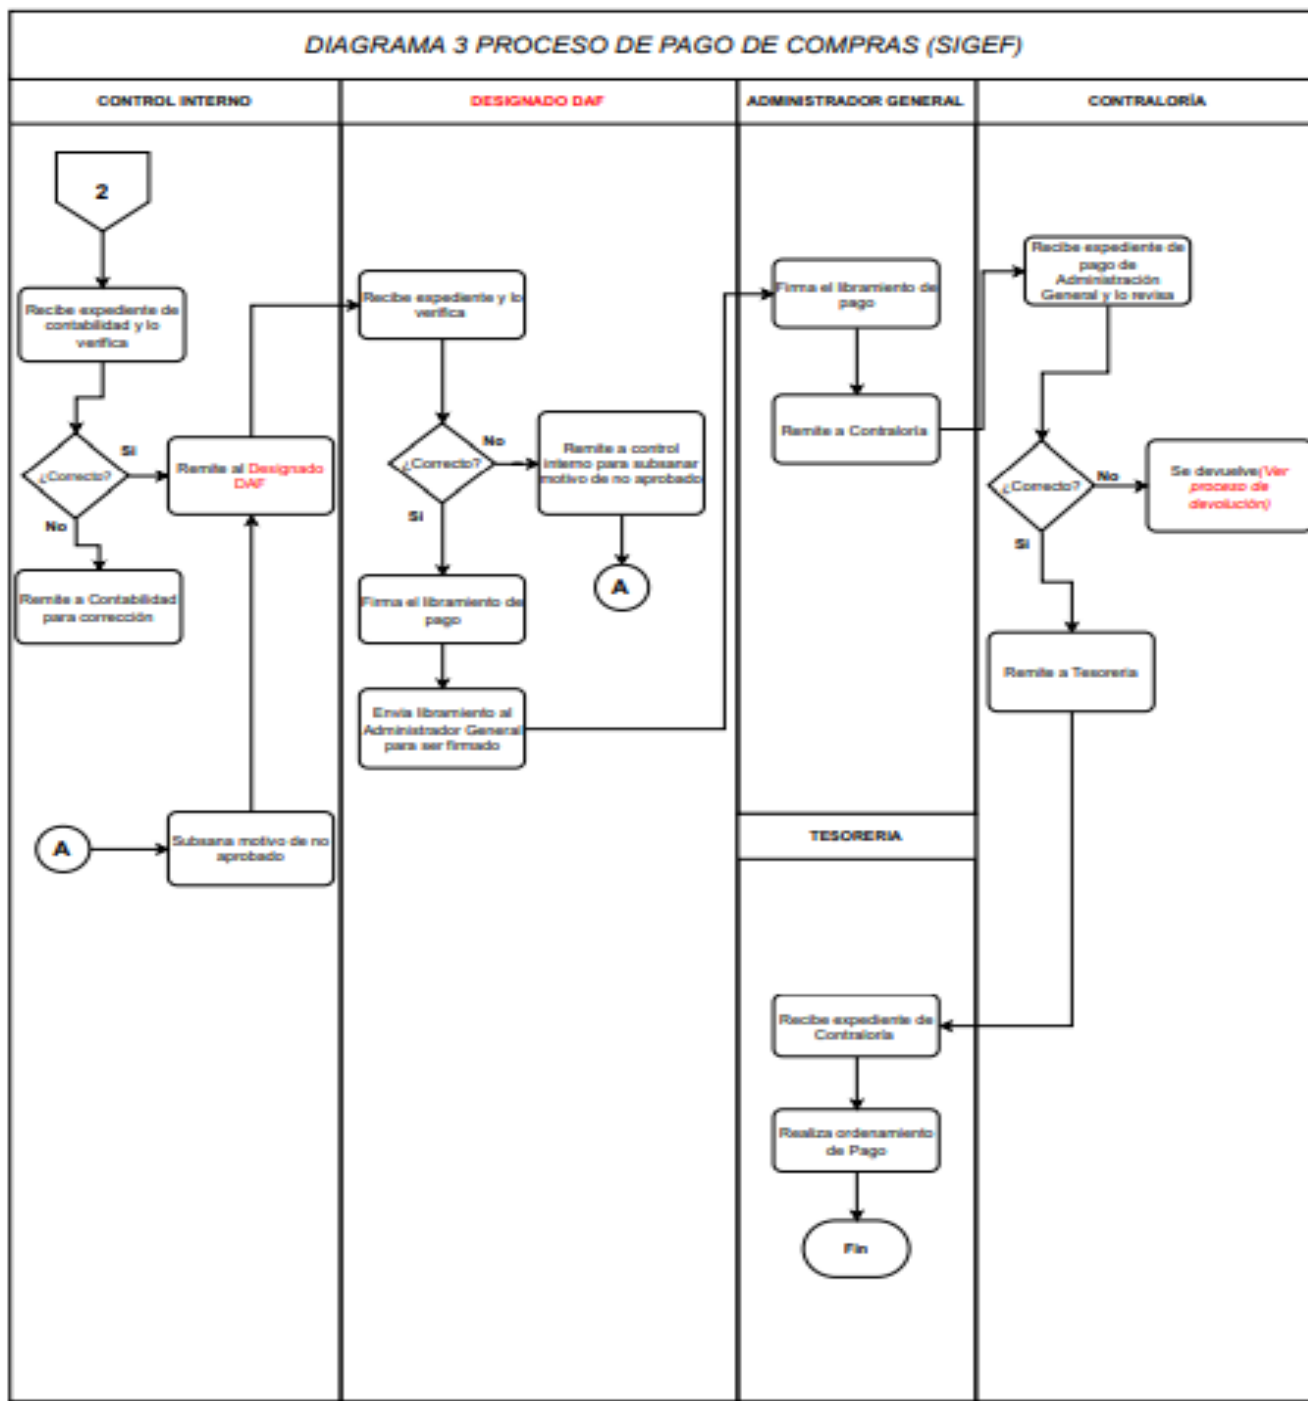 DIAGRAMA 3 PROCESO DE PAGO DE COMPRAS (SIGEF)
CONTROL INTERNO
DESIGNADO DAF
ADMINISTRADOR GENERAL
CONTRALORÍA
2
Recibe expediente de
contabilidad y lo
verifica
¿Correcto?
Si
No
Remite al Designado
DAF
Remite a Contabilidad
para corrección
A
Subsana motivo de no
aprobado
Recibe expediente y lo
verifica
¿Correcto?
No
Si
Remite a control
interno para subsanar
motivo de no aprobado
A
Firma el libramiento de
pago
Envia libramiento al
Administrador General
para ser firmado
Firma el libramiento de
pago
Remite a Contraloría
Recibe expediente de
pago de
Administración
General y lo revisa
¿Correcto?
No
Si
Se devuelve(Ver
proceso de
devolución)
Remite a Tesoreria
TESORERIA
Recibe expediente de
Contraloría
Realiza ordenamiento
de Pago
Fin